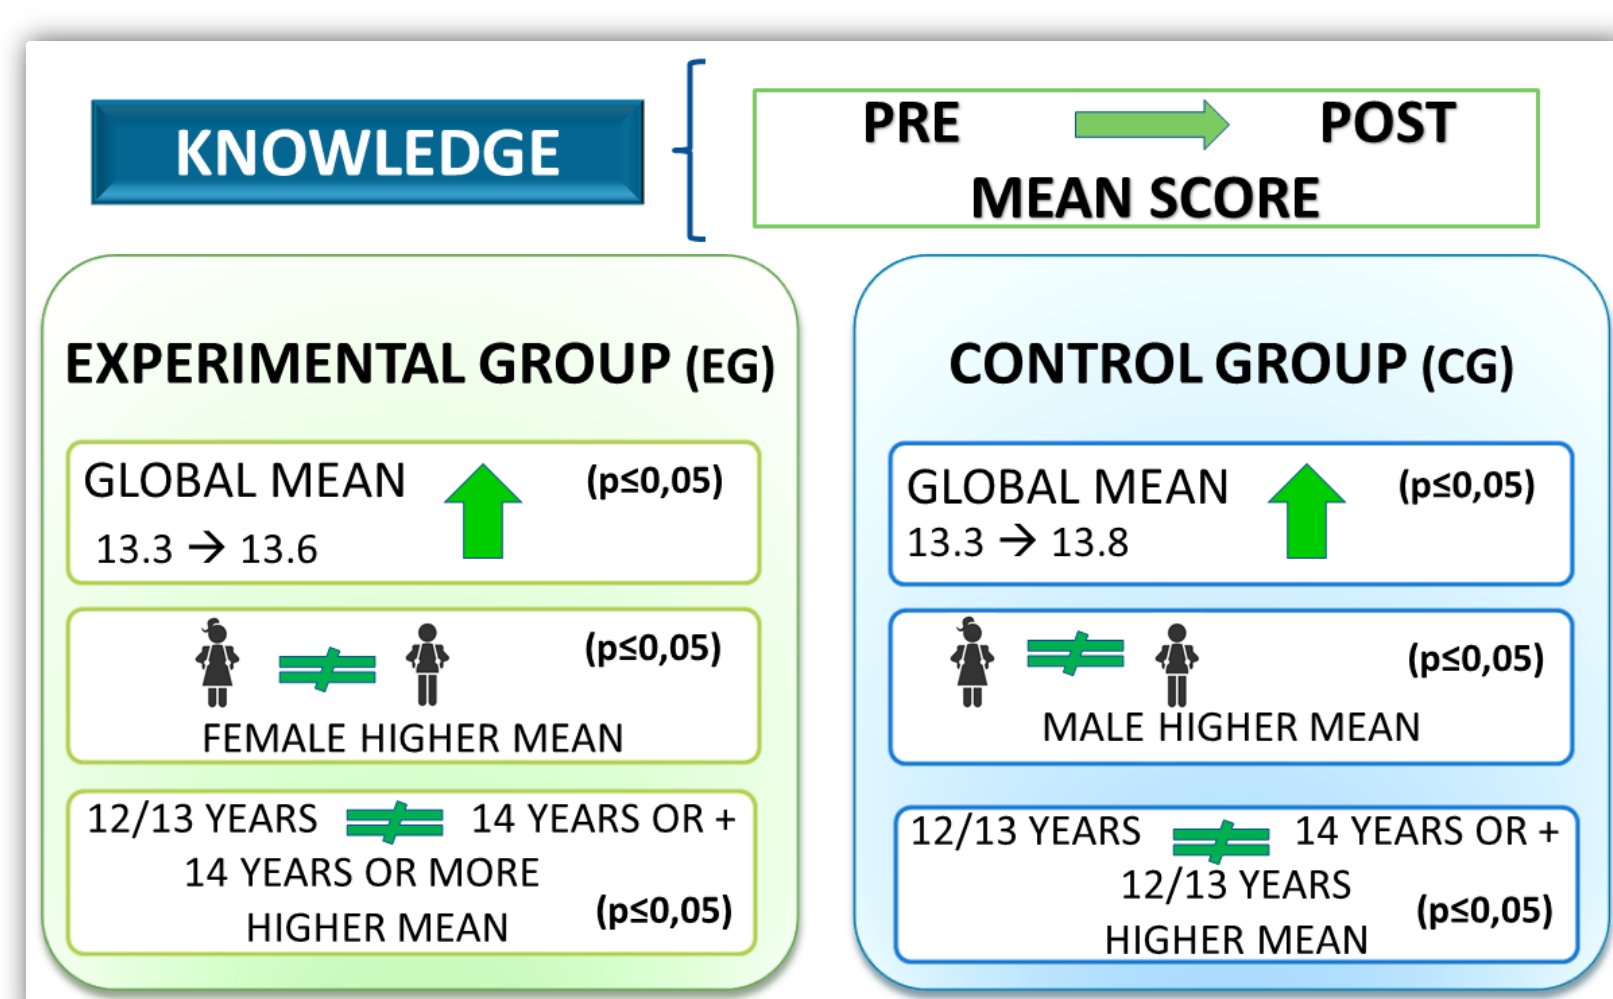 KNOWLEDGE
PRE POST
MEAN SCORE
EXPERIMENTAL GROUP (EG)
GLOBAL MEAN (p≤0,05)
13.3 → 13.6
(p≤0,05)
FEMALE HIGHER MEAN
12/13 YEARS 14 YEARS OR +
14 YEARS OR MORE
HIGHER MEAN (p≤0,05)
CONTROL GROUP (CG)
GLOBAL MEAN (p≤0,05)
13.3 → 13.8
(p≤0,05)
MALE HIGHER MEAN
12/13 YEARS 14 YEARS OR +
12/13 YEARS
HIGHER MEAN (p≤0,05)